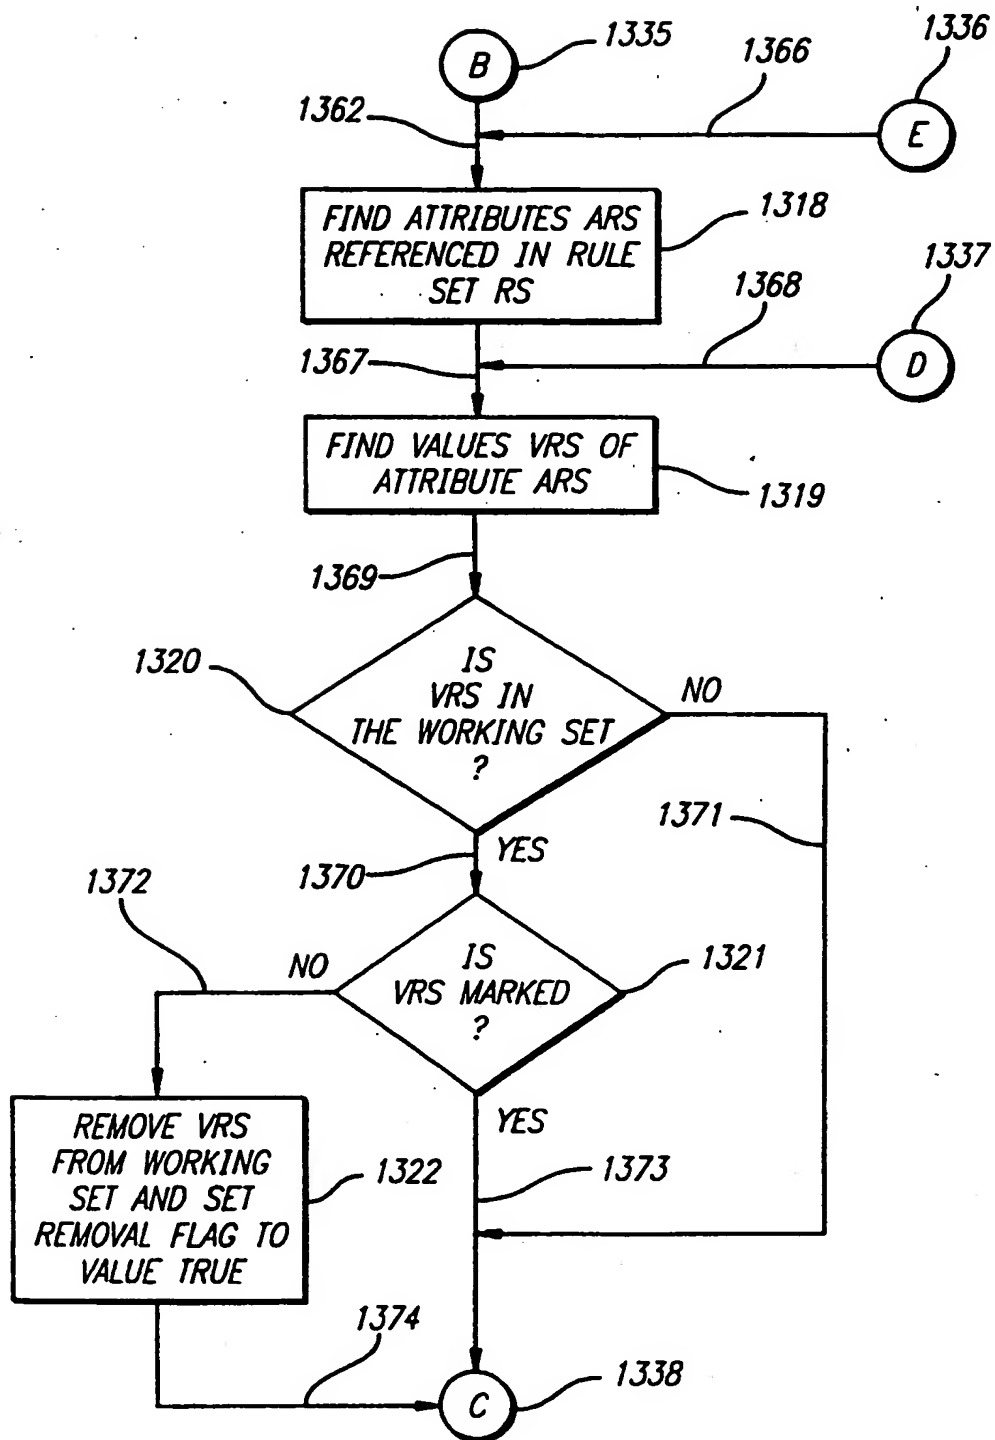 1335
1336
B
1366
1362
E
FIND ATTRIBUTES ARS
REFERENCED IN RULE
SET RS
1318
1337
1368
1367
D
FIND VALUES VRS OF
ATTRIBUTE ARS
1319
1369
1320
IS
VRS IN
THE WORKING SET
?
NO
1371
YES
1370
1372
NO
IS
VRS MARKED
?
1321
REMOVE VRS
FROM WORKING
SET AND SET
REMOVAL FLAG TO
VALUE TRUE
1322
YES
1373
1374
C
1338